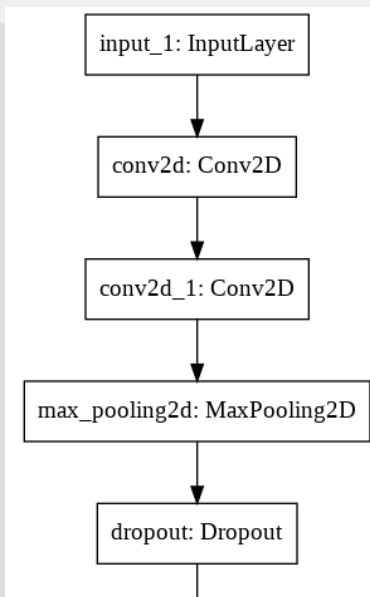 input_1: InputLayer
conv2d: Conv2D
conv2d_1: Conv2D
max_pooling2d: MaxPooling2D
dropout: Dropout